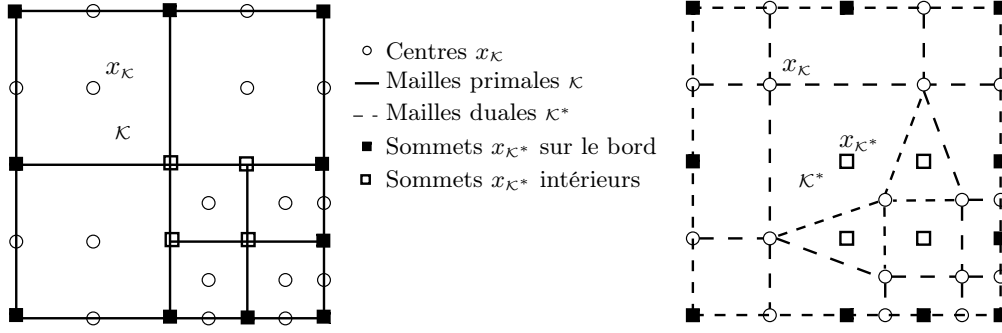 x_𝒦
𝒦
Centres x_𝒦
Mailles primales 𝒦
Mailles duales 𝒦*
Sommets x_𝒦* sur le bord
Sommets x_𝒦* intérieurs
x_𝒦
x_𝒦*
𝒦*